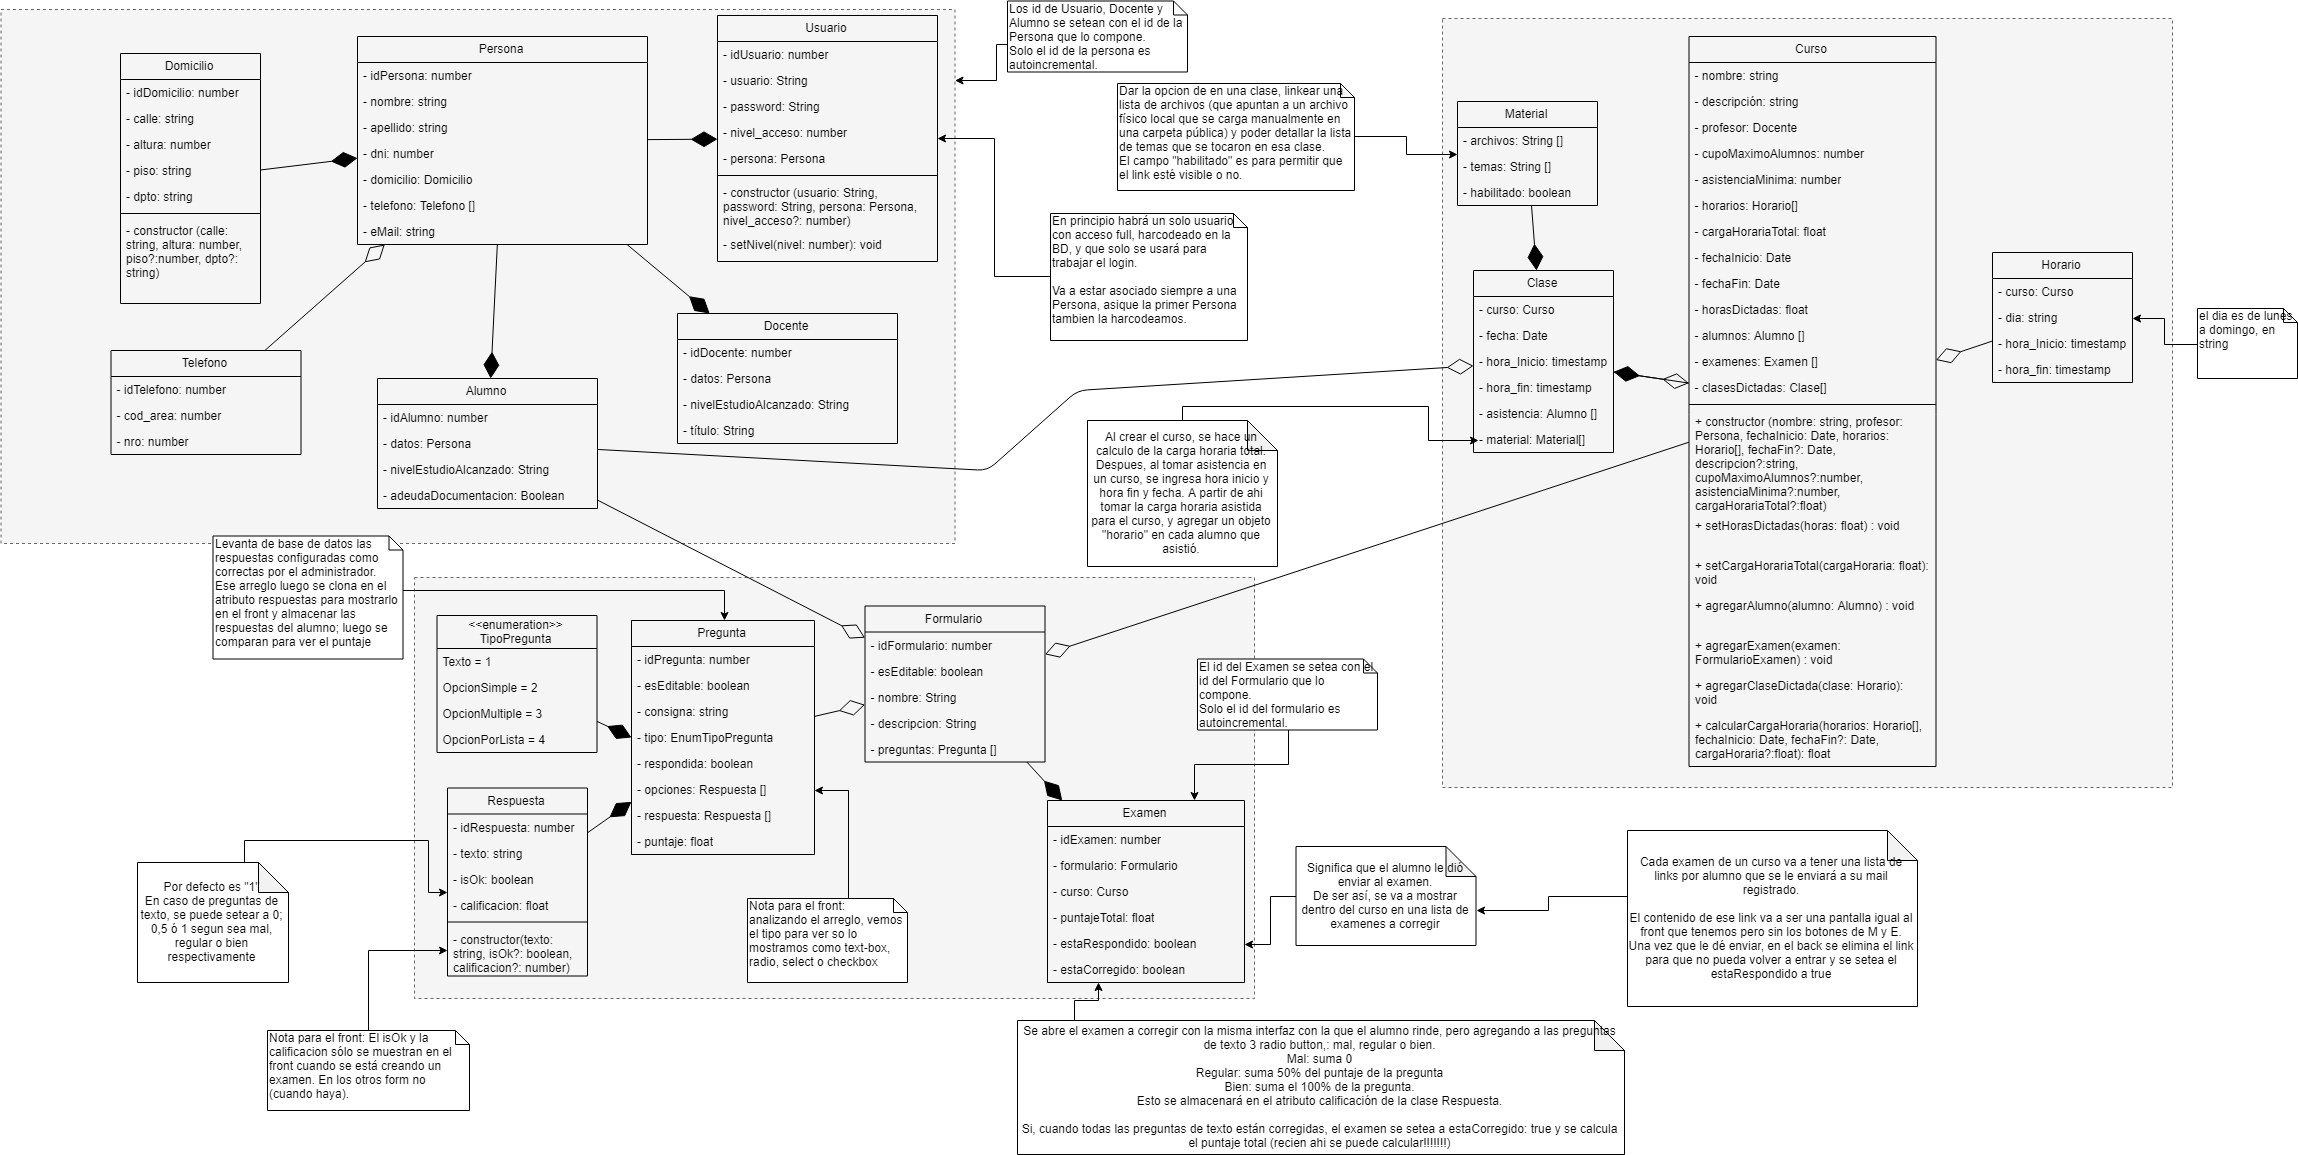 Domicilio
- idDomicilio: number
- calle: string
- altura: number
- piso: string
- dpto: string
- constructor (calle:
string, altura: number,
piso?:number, dpto?:
string)
Persona
- idPersona: number
- nombre: string
- apellido: string
- dni: number
- domicilio: Domicilio
- telefono: Telefono []
- eMail: string
Usuario
- idUsuario: number
- usuario: String
- password: String
- nivel_acceso: number
- persona: Persona
- constructor (usuario: String,
password: String, persona: Persona,
nivel_acceso?: number)
- setNivel(nivel: number): void
Los id de Usuario, Docente y
Alumno se setean con el id de la
Persona que lo compone.
Solo el id de la persona es
autoincremental.
Dar la opcion de en una clase, linkear una
lista de archivos (que apuntan a un archivo
físico local que se carga manualmente en
una carpeta pública) y poder detallar la lista
de temas que se tocaron en esa clase.
El campo "habilitado" es para permitir que
el link esté visible o no.
En principio habrá un solo usuario
con acceso full, harcodeado en la
BD, y que solo se usará para
trabajar el login.
Va a estar asociado siempre a una
Persona, asique la primer Persona
tambien la harcodeamos.
Telefono
- idTelefono: number
- cod_area: number
- nro: number
Alumno
- idAlumno: number
- datos: Persona
- nivelEstudioAlcanzado: String
- adeudaDocumentacion: Boolean
Docente
- idDocente: number
- datos: Persona
- nivelEstudioAlcanzado: String
- título: String
Material
- archivos: String []
- temas: String []
- habilitado: boolean
Clase
- curso: Curso
- fecha: Date
- hora_Inicio: timestamp
- hora_fin: timestamp
- asistencia: Alumno []
- material: Material[]
Curso
- nombre: string
- descripción: string
- profesor: Docente
- cupoMaximoAlumnos: number
- asistenciaMinima: number
- horarios: Horario[]
- cargaHorariaTotal: float
- fechaInicio: Date
- fechaFin: Date
- horasDictadas: float
- alumnos: Alumno []
- examenes: Examen []
- clasesDictadas: Clase[]
+ constructor (nombre: string, profesor:
Persona, fechaInicio: Date, horarios:
Horario[], fechaFin?: Date,
descripcion?:string,
cupoMaximoAlumnos?:number,
asistenciaMinima?:number,
cargaHorariaTotal?:float)
+ setHorasDictadas(horas: float) : void
+ setCargaHorariaTotal(cargaHoraria: float):
void
+ agregarAlumno(alumno: Alumno) : void
+ agregarExamen(examen:
FormularioExamen) : void
+ agregarClaseDictada(clase: Horario):
void
+ calcularCargaHoraria(horarios: Horario[],
fechaInicio: Date, fechaFin?: Date,
cargaHoraria?:float): float
Horario
- curso: Curso
- dia: string
- hora_Inicio: timestamp
- hora_fin: timestamp
el dia es de lunes
a domingo, en
string
Al crear el curso, se hace un
calculo de la carga horaria total.
Despues, al tomar asistencia en
un curso, se ingresa hora inicio y
hora fin y fecha. A partir de ahi
tomar la carga horaria asistida
para el curso, y agregar un objeto
"horario" en cada alumno que
asistió.
Levanta de base de datos las
respuestas configuradas como
correctas por el administrador.
Ese arreglo luego se clona en el
atributo respuestas para mostrarlo
en el front y almacenar las
respuestas del alumno; luego se
comparan para ver el puntaje
<<enumeration>>
TipoPregunta
Texto = 1
OpcionSimple = 2
OpcionMultiple = 3
OpcionPorLista = 4
Pregunta
- idPregunta: number
- esEditable: boolean
- consigna: string
- tipo: EnumTipoPregunta
- respondida: boolean
- opciones: Respuesta []
- respuesta: Respuesta []
- puntaje: float
Formulario
- idFormulario: number
- esEditable: boolean
- nombre: String
- descripcion: String
- preguntas: Pregunta []
El id del Examen se setea con el
id del Formulario que lo
compone.
Solo el id del formulario es
autoincremental.
Respuesta
- idRespuesta: number
- texto: string
- isOk: boolean
- calificacion: float
- constructor(texto:
string, isOk?: boolean,
calificacion?: number)
Examen
- idExamen: number
- formulario: Formulario
- curso: Curso
- puntajeTotal: float
- estaRespondido: boolean
- estaCorregido: boolean
Por defecto es "1"
En caso de preguntas de
texto, se puede setear a 0;
0,5 ó 1 segun sea mal,
regular o bien
respectivamente
Nota para el front:
analizando el arreglo, vemos
el tipo para ver so lo
mostramos como text-box,
radio, select o checkbox
Significa que el alumno le dió
enviar al examen.
De ser así, se va a mostrar
dentro del curso en una lista de
examenes a corregir
Cada examen de un curso va a tener una lista de
links por alumno que se le enviará a su mail
registrado.
El contenido de ese link va a ser una pantalla igual al
front que tenemos pero sin los botones de M y E.
Una vez que le dé enviar, en el back se elimina el link
para que no pueda volver a entrar y se setea el
estaRespondido a true
Nota para el front: El isOk y la
calificacion sólo se muestran en el
front cuando se está creando un
examen. En los otros form no
(cuando haya).
Se abre el examen a corregir con la misma interfaz con la que el alumno rinde, pero agregando a las preguntas
de texto 3 radio button,: mal, regular o bien.
Mal: suma 0
Regular: suma 50% del puntaje de la pregunta
Bien: suma el 100% de la pregunta.
Esto se almacenará en el atributo calificación de la clase Respuesta.
Si, cuando todas las preguntas de texto están corregidas, el examen se setea a estaCorregido: true y se calcula
el puntaje total (recien ahi se puede calcular!!!!!!!)